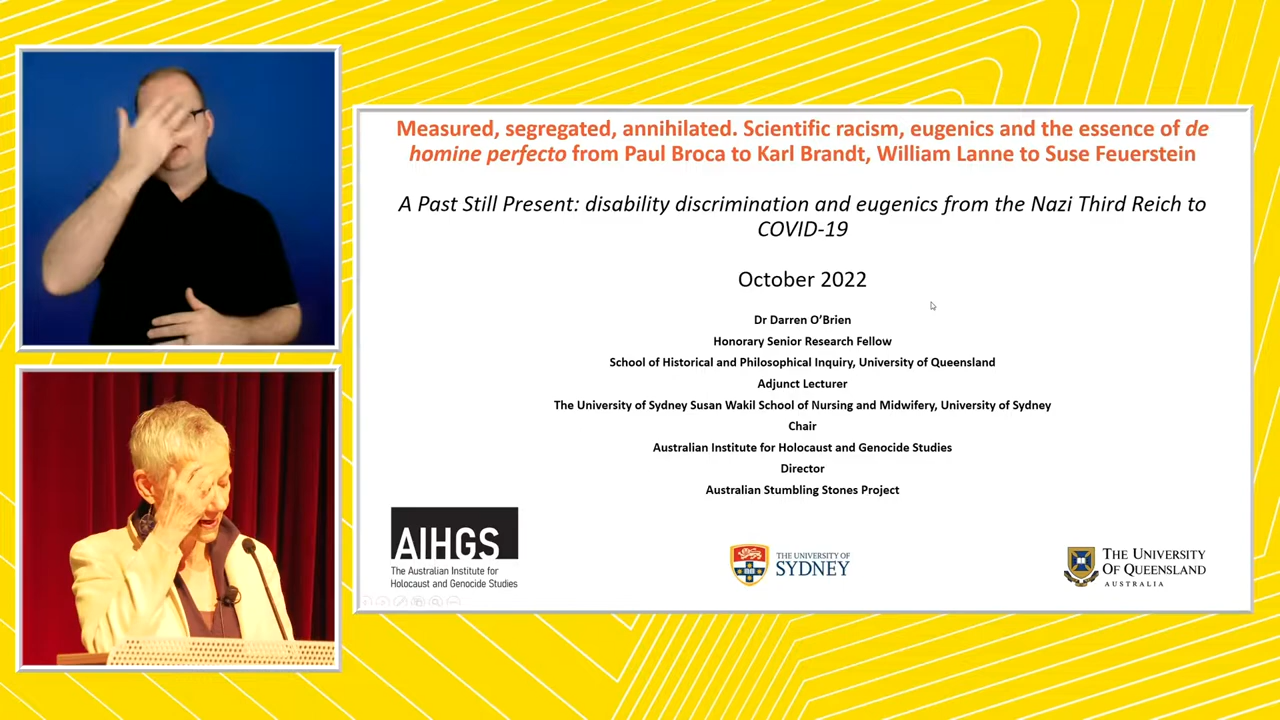 Measured, segregated, annihilated. Scientific racism, eugenics and the essence of de
homine perfecto from Paul Broca to Karl Brandt, William Lanne to Suse Feuerstein
A Past Still Present: disability discrimination and eugenics from the Nazi Third Reich to
COVID-19
October 2022
Dr Darren O'Brien
Honorary Senior Research Fellow
School of Historical and Philosophical Inquiry, University of Queensland
Adjunct Lecturer
The University of Sydney Susan Wakil School of Nursing and Midwifery, University of Sydney
Chair
Australian Institute for Holocaust and Genocide Studies
Director
Australian Stumbling Stones Project
AIHGS
The Australian Institute for
Holocaust and Genocide Studies
THE UNIVERSITY OF
SYDNEY
THE UNIVERSITY
OF QUEENSLAND
AUSTRALIA